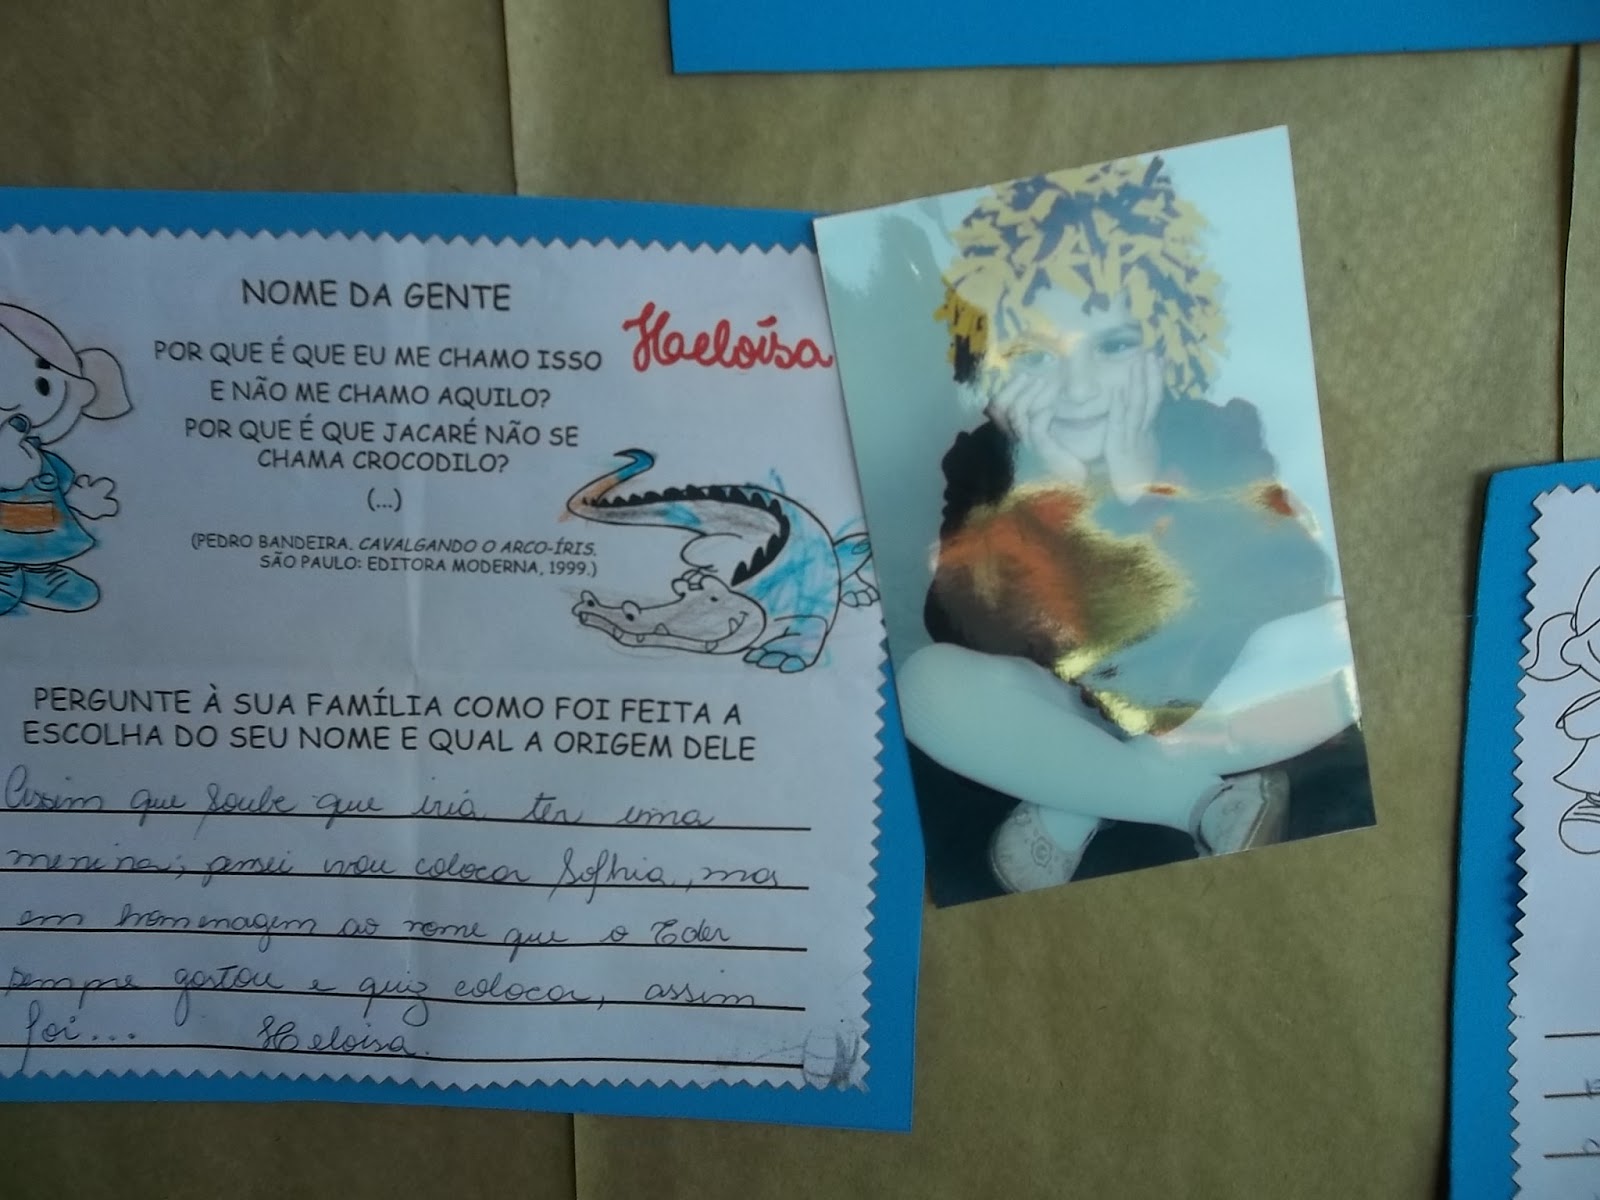 NOME DA GENTE
Heloísa
POR QUE É QUE EU ME CHAMO ISSO
E NÃO ME CHAMO AQUILO?
POR QUE É QUE JACARÉ NÃO SE
CHAMA CROCODILO?
(...)
(PEDRO BANDEIRA. CAVALGANDO O ARCO-ÍRIS.
SÃO PAULO: EDITORA MODERNA, 1999.)
PERGUNTE À SUA FAMÍLIA COMO FOI FEITA A
ESCOLHA DO SEU NOME E QUAL A ORIGEM DELE
Assim que soube que iria ter uma
menina; pensei vou colocar Sofhia, mas
em homenagem ao nome que o Eder
sempre gostou e quiz colocar, assim
foi... Heloisa.